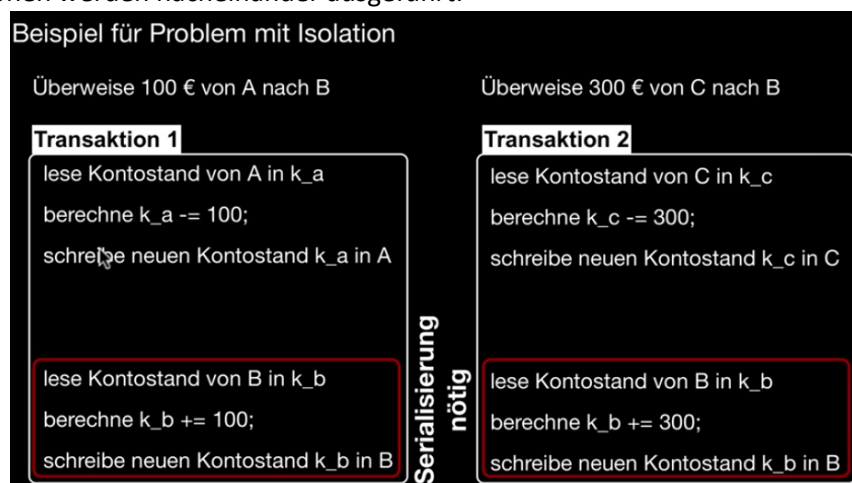 werden nacheinander ausgeführt.
Beispiel für Problem mit Isolation
Überweise 100 € von A nach B
Transaktion 1
lese Kontostand von A in k_a
berechne k_a -= 100;
schreibe neuen Kontostand k_a in A
lese Kontostand von B in k_b
berechne k_b += 100;
schreibe neuen Kontostand k_b in B
Serialisierung
nötig
Überweise 300 € von C nach B
Transaktion 2
lese Kontostand von C in k_c
berechne k_c -= 300;
schreibe neuen Kontostand k_c in C
lese Kontostand von B in k_b
berechne k_b += 300;
schreibe neuen Kontostand k_b in B